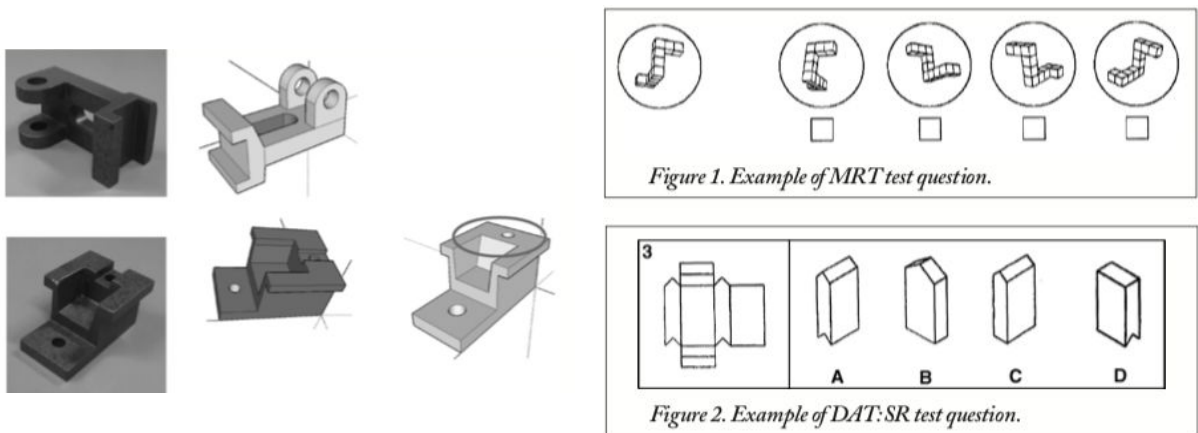 Figure 1. Example of MRT test question.
3
A B C D
Figure 2. Example of DAT:SR test question.